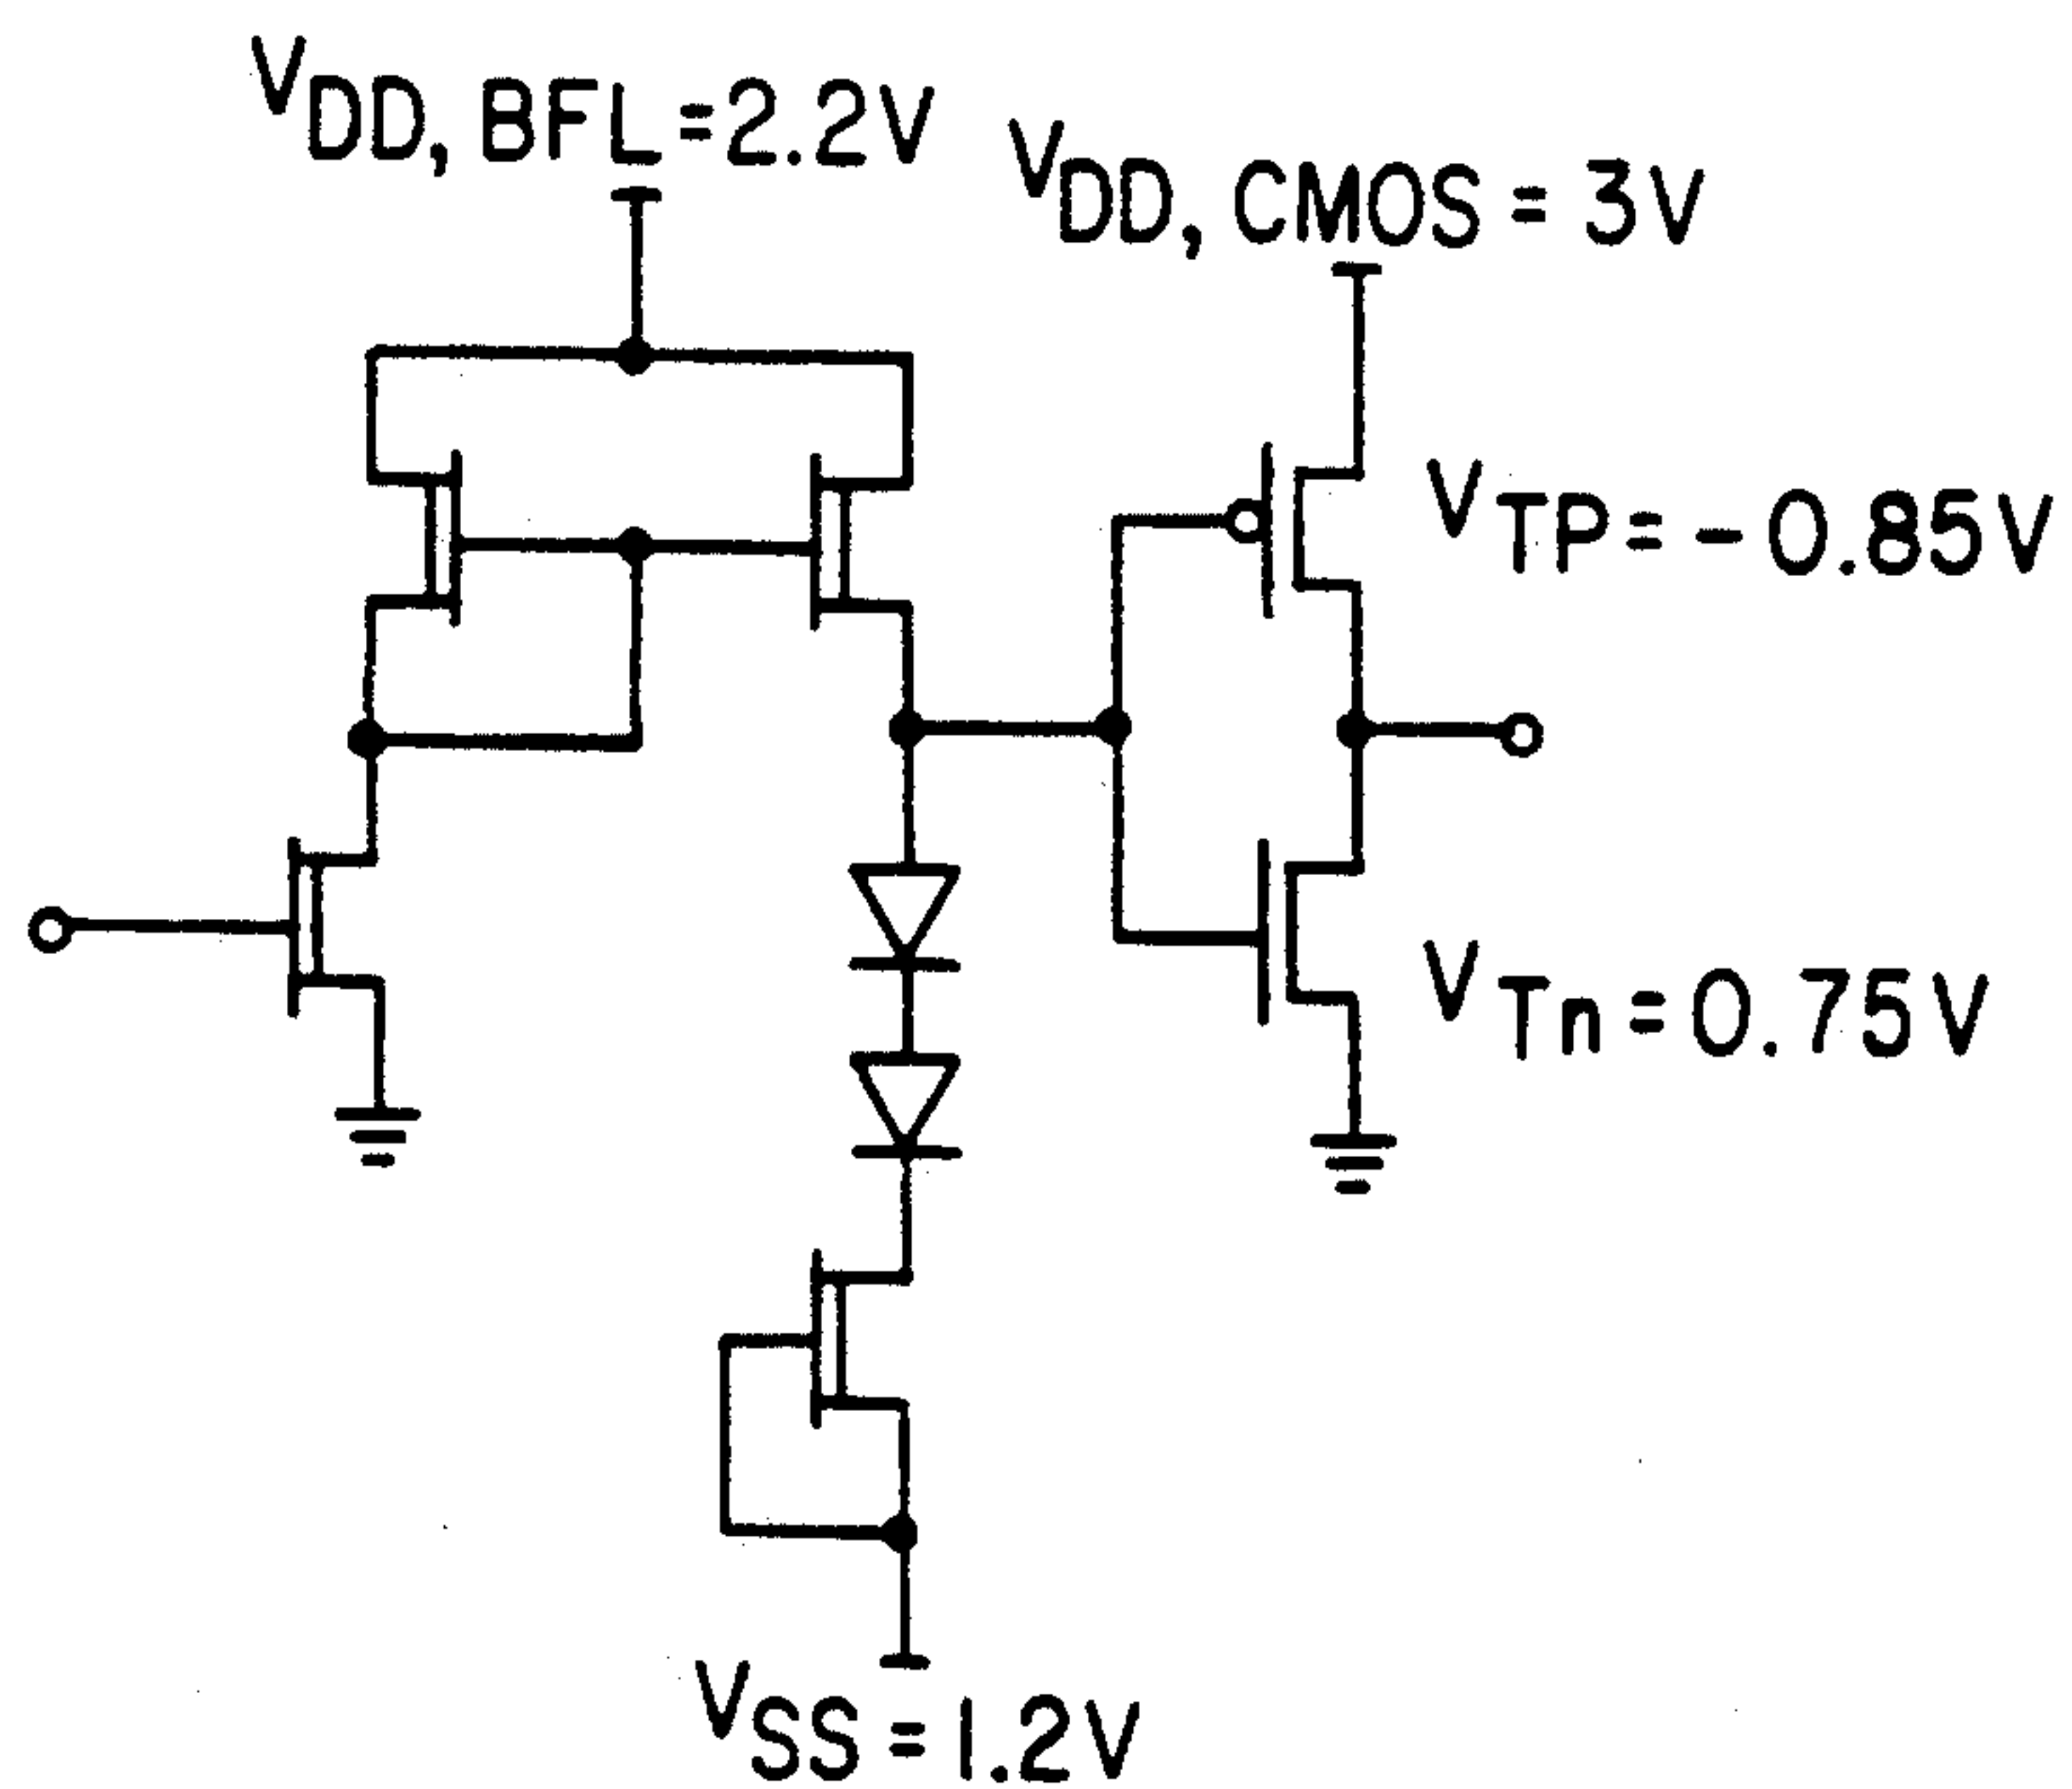 VDD, BFL=2.2V
VDD, CMOS = 3V
VTP= -0.85V
VTn=0.75V
VSS=1.2V